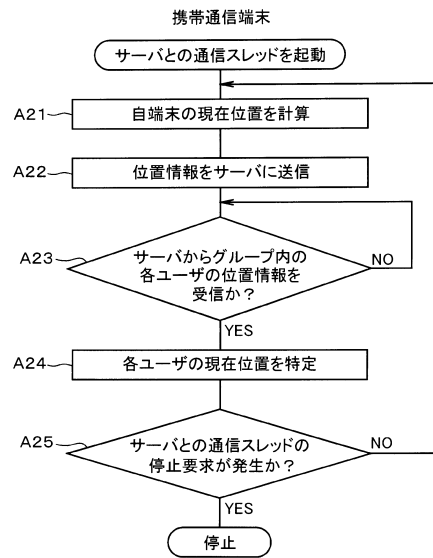 携帯通信端末
サーバとの通信スレッドを起動
A21
自端末の現在位置を計算
A22
位置情報をサーバに送信
A23
サーバからグループ内の
各ユーザの位置情報を
受信か？
NO
YES
A24
各ユーザの現在位置を特定
A25
サーバとの通信スレッドの
停止要求が発生か？
NO
YES
停止